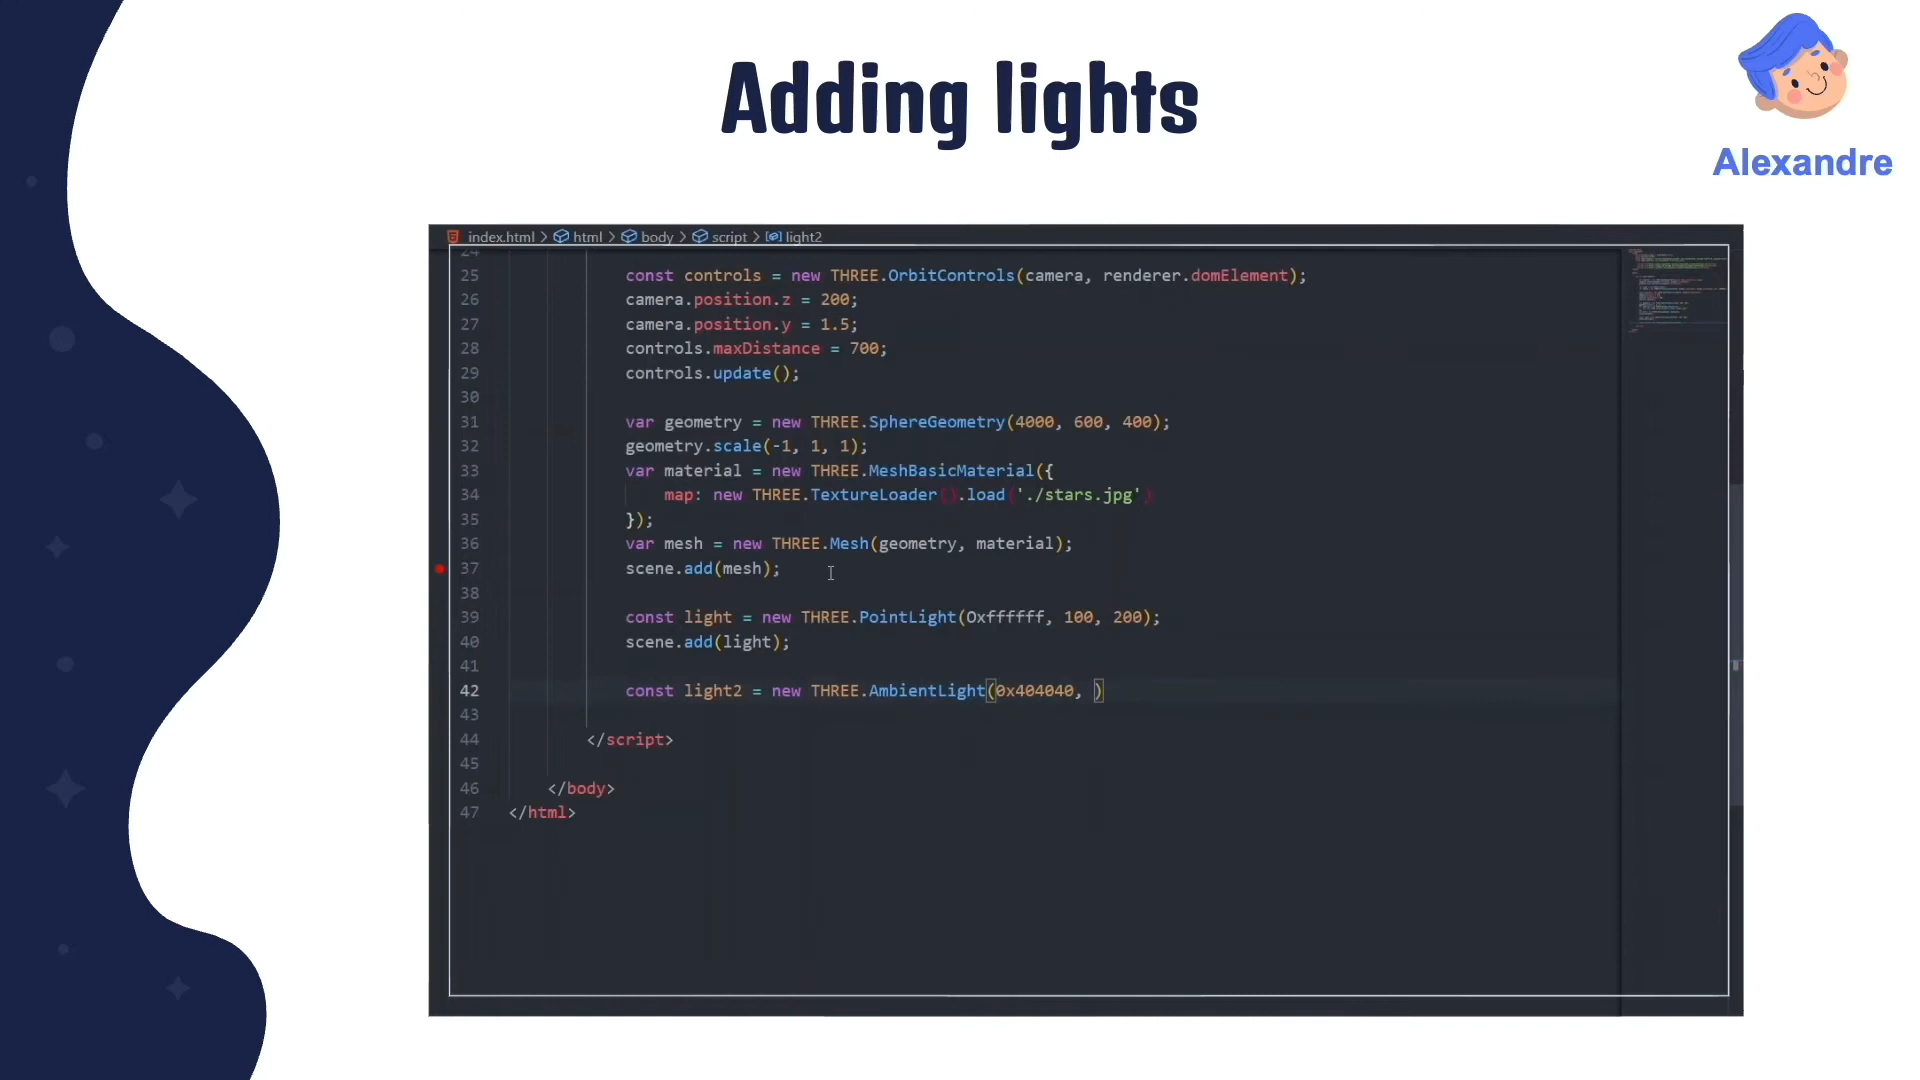 Adding lights
Alexandre
index.html > html > body > script > light2
24
25 const controls = new THREE.OrbitControls(camera, renderer.domElement);
26 camera.position.z = 200;
27 camera.position.y = 1.5;
28 controls.maxDistance = 700;
29 controls.update();
30
31 var geometry = new THREE.SphereGeometry(4000, 600, 400);
32 geometry.scale(-1, 1, 1);
33 var material = new THREE.MeshBasicMaterial({
34 map: new THREE.TextureLoader().load('./stars.jpg')
35 });
36 var mesh = new THREE.Mesh(geometry, material);
37 scene.add(mesh);
38
39 const light = new THREE.PointLight(0xffffff, 100, 200);
40 scene.add(light);
41
42 const light2 = new THREE.AmbientLight(0x404040, )
43
44 </script>
45
46 </body>
47 </html>